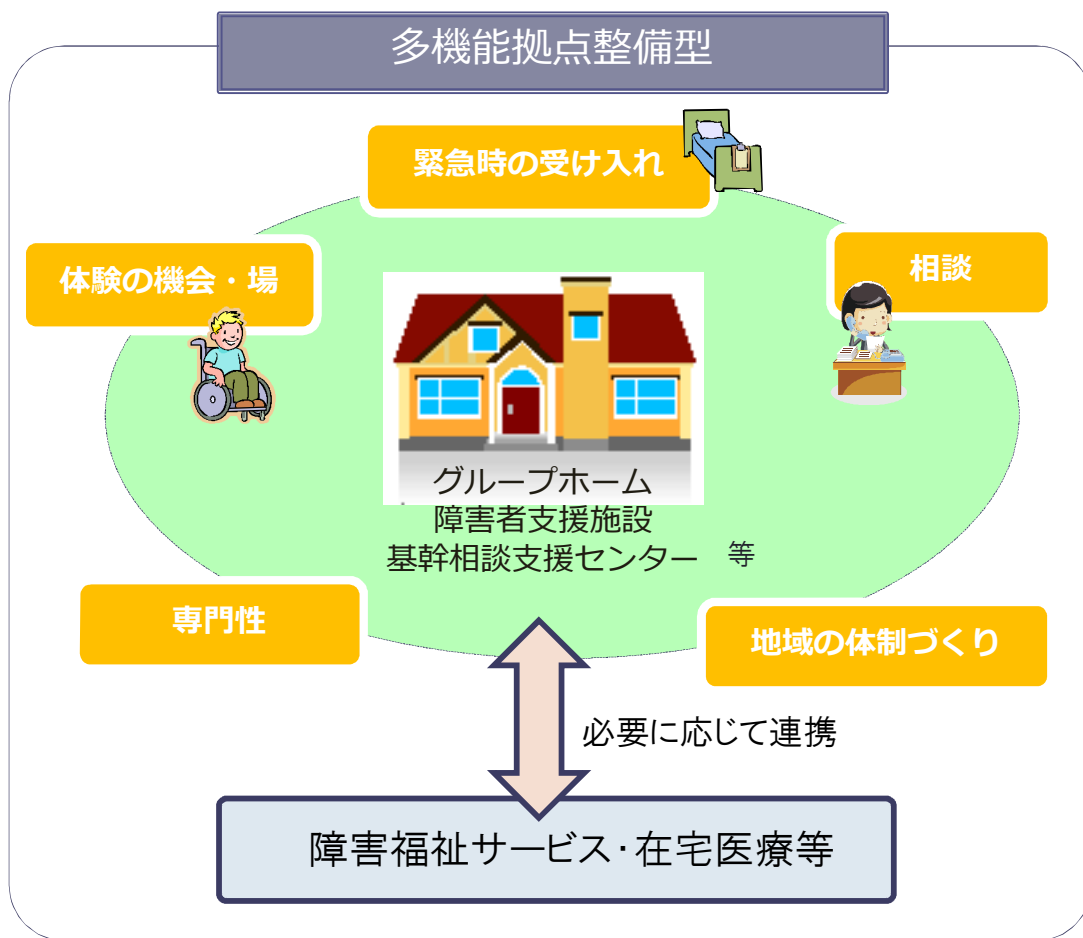 多機能拠点整備型
緊急時の受け入れ
体験の機会・場
相談
グループホーム
障害者支援施設
基幹相談支援センター 等
専門性
地域の体制づくり
必要に応じて連携
障害福祉サービス・在宅医療等